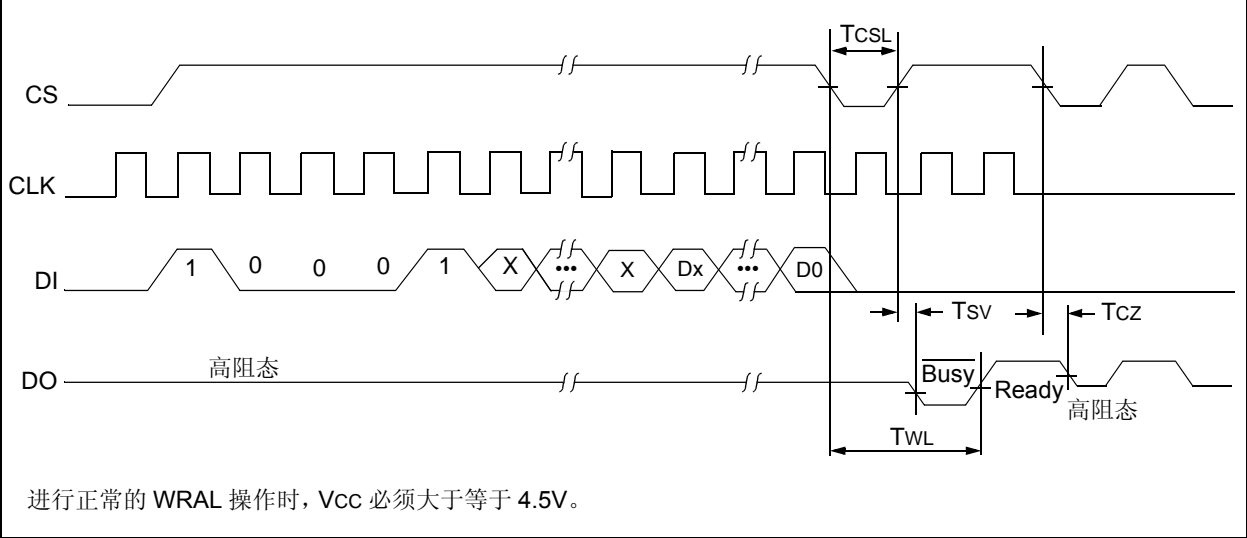 TCSL
CS
CLK
DI 1 0 0 0 1 X ••• X Dx ••• D0
TSV TCZ
高阻态
DO
Busy
Ready
高阻态
TWL
进行正常的 WRAL 操作时，VCC 必须大于等于 4.5V。